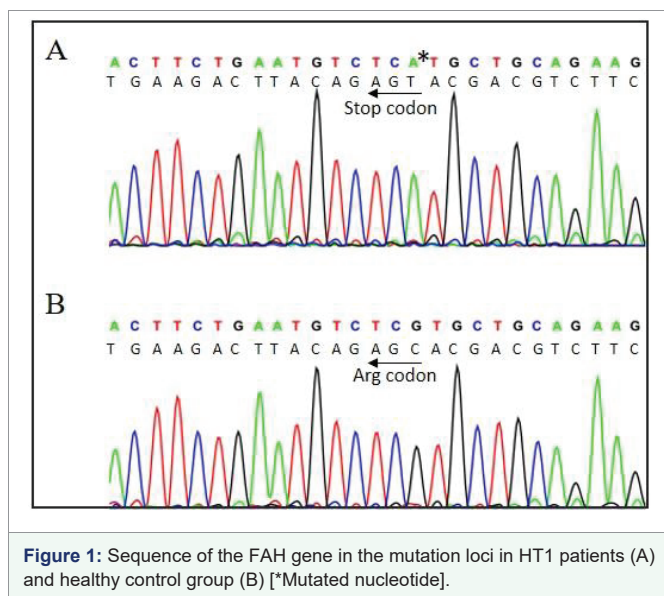 A
A C T T C T G A A T G T C T C A*T G C T G C A G A A G
T G A A G A C T T A C A G A G T A C G A C G T C T T C
Stop codon
B
A C T T C T G A A T G T C T C G T G C T G C A G A A G
T G A A G A C T T A C A G A G C A C G A C G T C T T C
Arg codon
Figure 1: Sequence of the FAH gene in the mutation loci in HT1 patients (A)
and healthy control group (B) [*Mutated nucleotide].